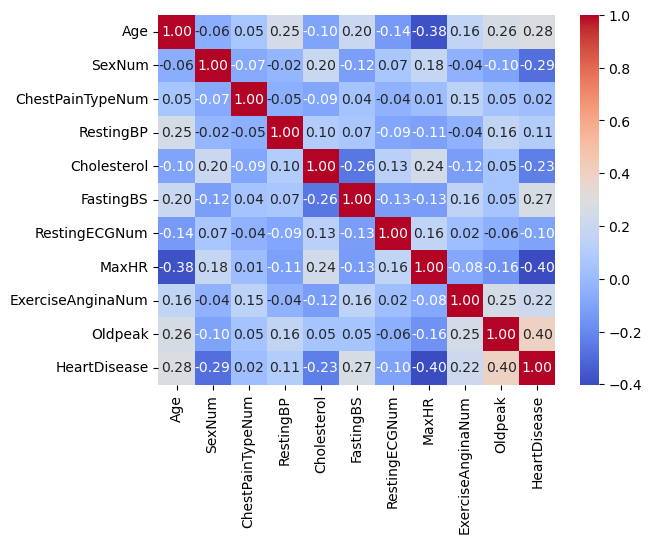 Age 1.00 -0.06 0.05 0.25 -0.10 0.20 -0.14 -0.38 0.16 0.26 0.28
SexNum -0.06 1.00 -0.07 -0.02 0.20 -0.12 0.07 0.18 -0.04 -0.10 -0.29
ChestPainTypeNum 0.05 -0.07 1.00 -0.05 -0.09 0.04 -0.04 0.01 0.15 0.05 0.02
RestingBP 0.25 -0.02 -0.05 1.00 0.10 0.07 -0.09 -0.11 -0.04 0.16 0.11
Cholesterol -0.10 0.20 -0.09 0.10 1.00 -0.26 0.13 0.24 -0.12 0.05 -0.23
FastingBS 0.20 -0.12 0.04 0.07 -0.26 1.00 -0.13 -0.13 0.16 0.05 0.27
RestingECGNum -0.14 0.07 -0.04 -0.09 0.13 -0.13 1.00 0.16 0.02 -0.06 -0.10
MaxHR -0.38 0.18 0.01 -0.11 0.24 -0.13 0.16 1.00 -0.08 -0.16 -0.40
ExerciseAnginaNum 0.16 -0.04 0.15 -0.04 -0.12 0.16 0.02 -0.08 1.00 0.25 0.22
Oldpeak 0.26 -0.10 0.05 0.16 0.05 0.05 -0.06 -0.16 0.25 1.00 0.40
HeartDisease 0.28 -0.29 0.02 0.11 -0.23 0.27 -0.10 -0.40 0.22 0.40 1.00
Age
SexNum
ChestPainTypeNum
RestingBP
Cholesterol
FastingBS
RestingECGNum
MaxHR
ExerciseAnginaNum
Oldpeak
HeartDisease
1.0
0.8
0.6
0.4
0.2
0.0
−0.2
−0.4